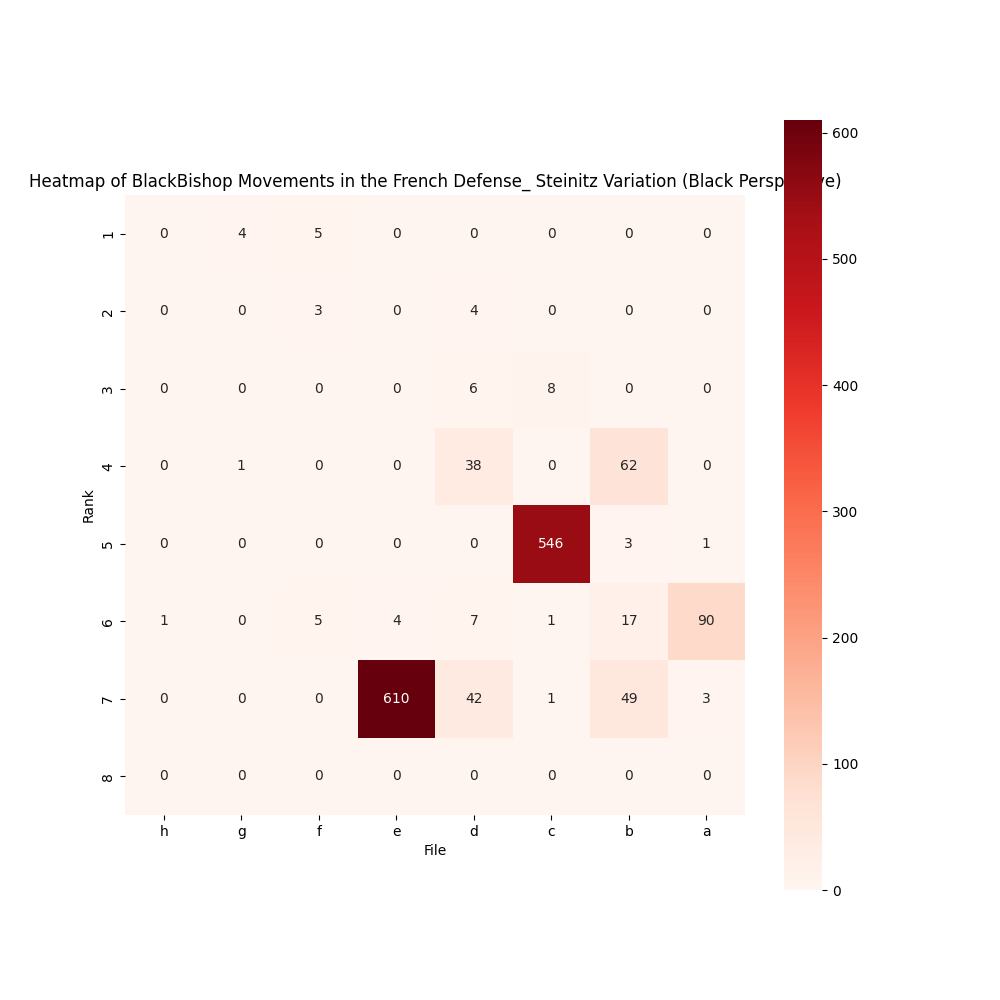 Heatmap of BlackBishop Movements in the French Defense_ Steinitz Variation (Black Persp ve)
1 0 4 5 0 0 0 0 0
2 0 0 3 0 4 0 0 0
3 0 0 0 0 6 8 0 0
4 0 1 0 0 38 0 62 0
5 0 0 0 0 0 546 3 1
6 1 0 5 4 7 1 17 90
7 0 0 0 610 42 1 49 3
8 0 0 0 0 0 0 0 0
h g f e d c b a
File
Rank
600
500
400
300
200
100
0